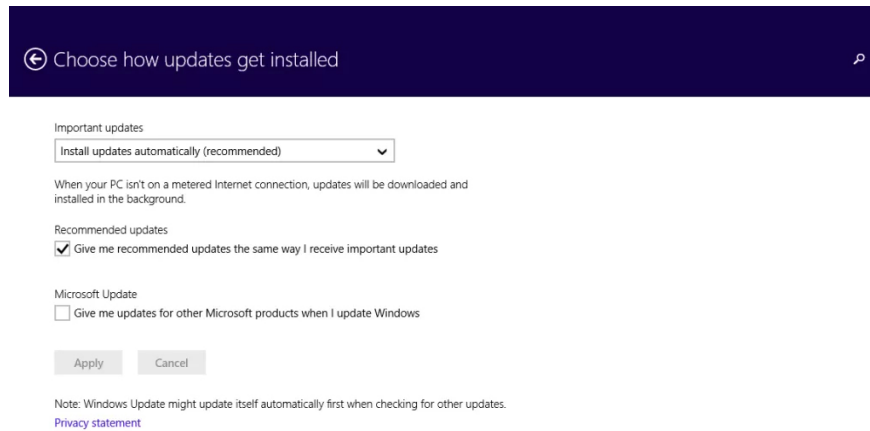 Choose how updates get installed
Important updates
Install updates automatically (recommended)
When your PC isn't on a metered Internet connection, updates will be downloaded and
installed in the background.
Recommended updates
Give me recommended updates the same way I receive important updates
Microsoft Update
Give me updates for other Microsoft products when I update Windows
Apply Cancel
Note: Windows Update might update itself automatically first when checking for other updates.
Privacy statement